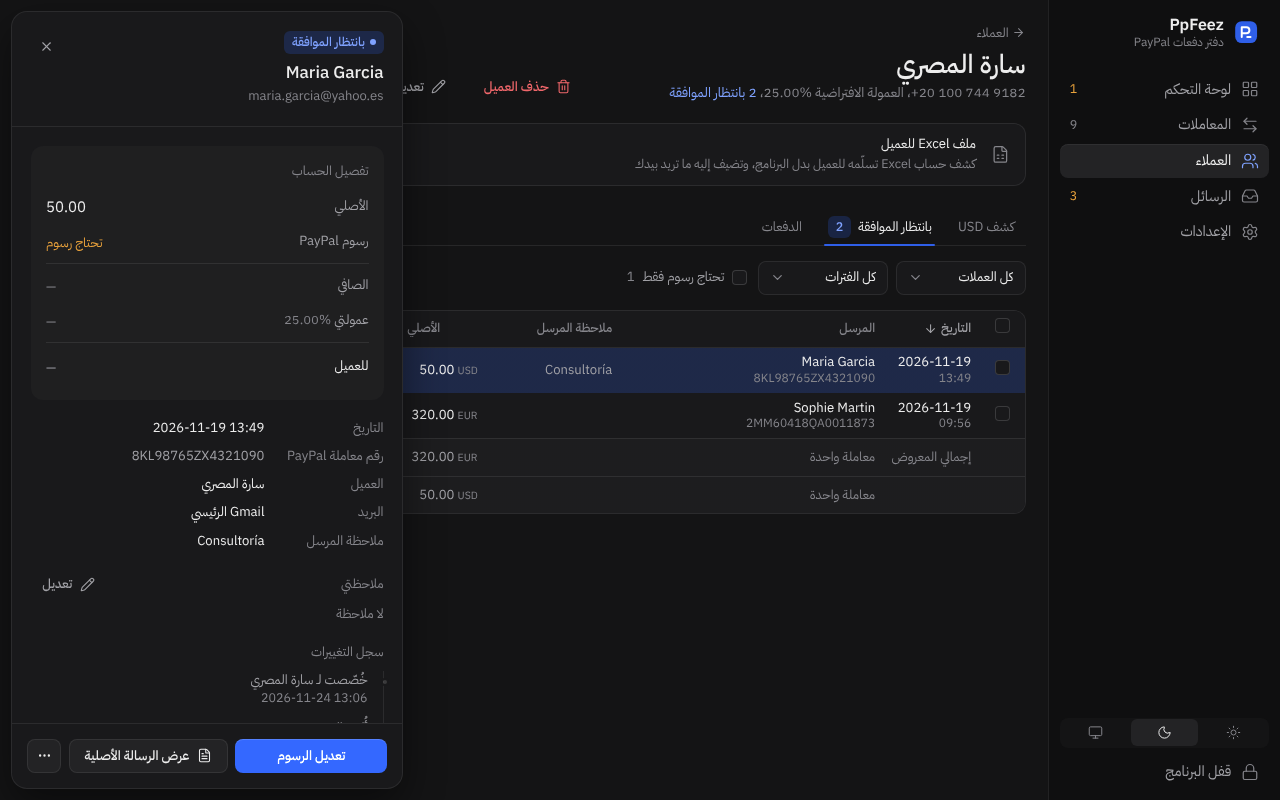 PpFeez
دفتر دفعات PayPal
لوحة التحكم 1
المعاملات 9
العملاء
الرسائل 3
الإعدادات
قفل البرنامج
العملاء
سارة المصري
+20 100 744 9182، العمولة الافتراضية 25.00%، 2 بانتظار الموافقة
حذف العميل
ملف Excel للعميل
كشف حساب Excel تسلّمه للعميل بدل البرنامج، وتضيف إليه ما تريد بيدك
كشف USD
بانتظار الموافقة 2
الدفعات
كل العملات
كل الفترات
تحتاج رسوم فقط 1
التاريخ المرسل ملاحظة المرسل الأصلي
2026-11-19 Maria Garcia Consultoría 50.00 USD
13:49 8KL98765ZX4321090
2026-11-19 Sophie Martin 320.00 EUR
09:56 2MM60418QA0011873
إجمالي المعروض معاملة واحدة 320.00 EUR
معاملة واحدة 50.00 USD
بانتظار الموافقة
Maria Garcia
maria.garcia@yahoo.es
تفصيل الحساب
الأصلي 50.00
رسوم PayPal تحتاج رسوم
الصافي –
عمولتي 25.00% –
للعميل –
التاريخ 2026-11-19 13:49
رقم معاملة PayPal 8KL98765ZX4321090
العميل سارة المصري
البريد Gmail الرئيسي
ملاحظة المرسل Consultoría
ملاحظتي تعديل
لا ملاحظة
سجل التغييرات
خُصّصت لـ سارة المصري
2026-11-24 13:06
تعديل الرسوم
عرض الرسالة الأصلية